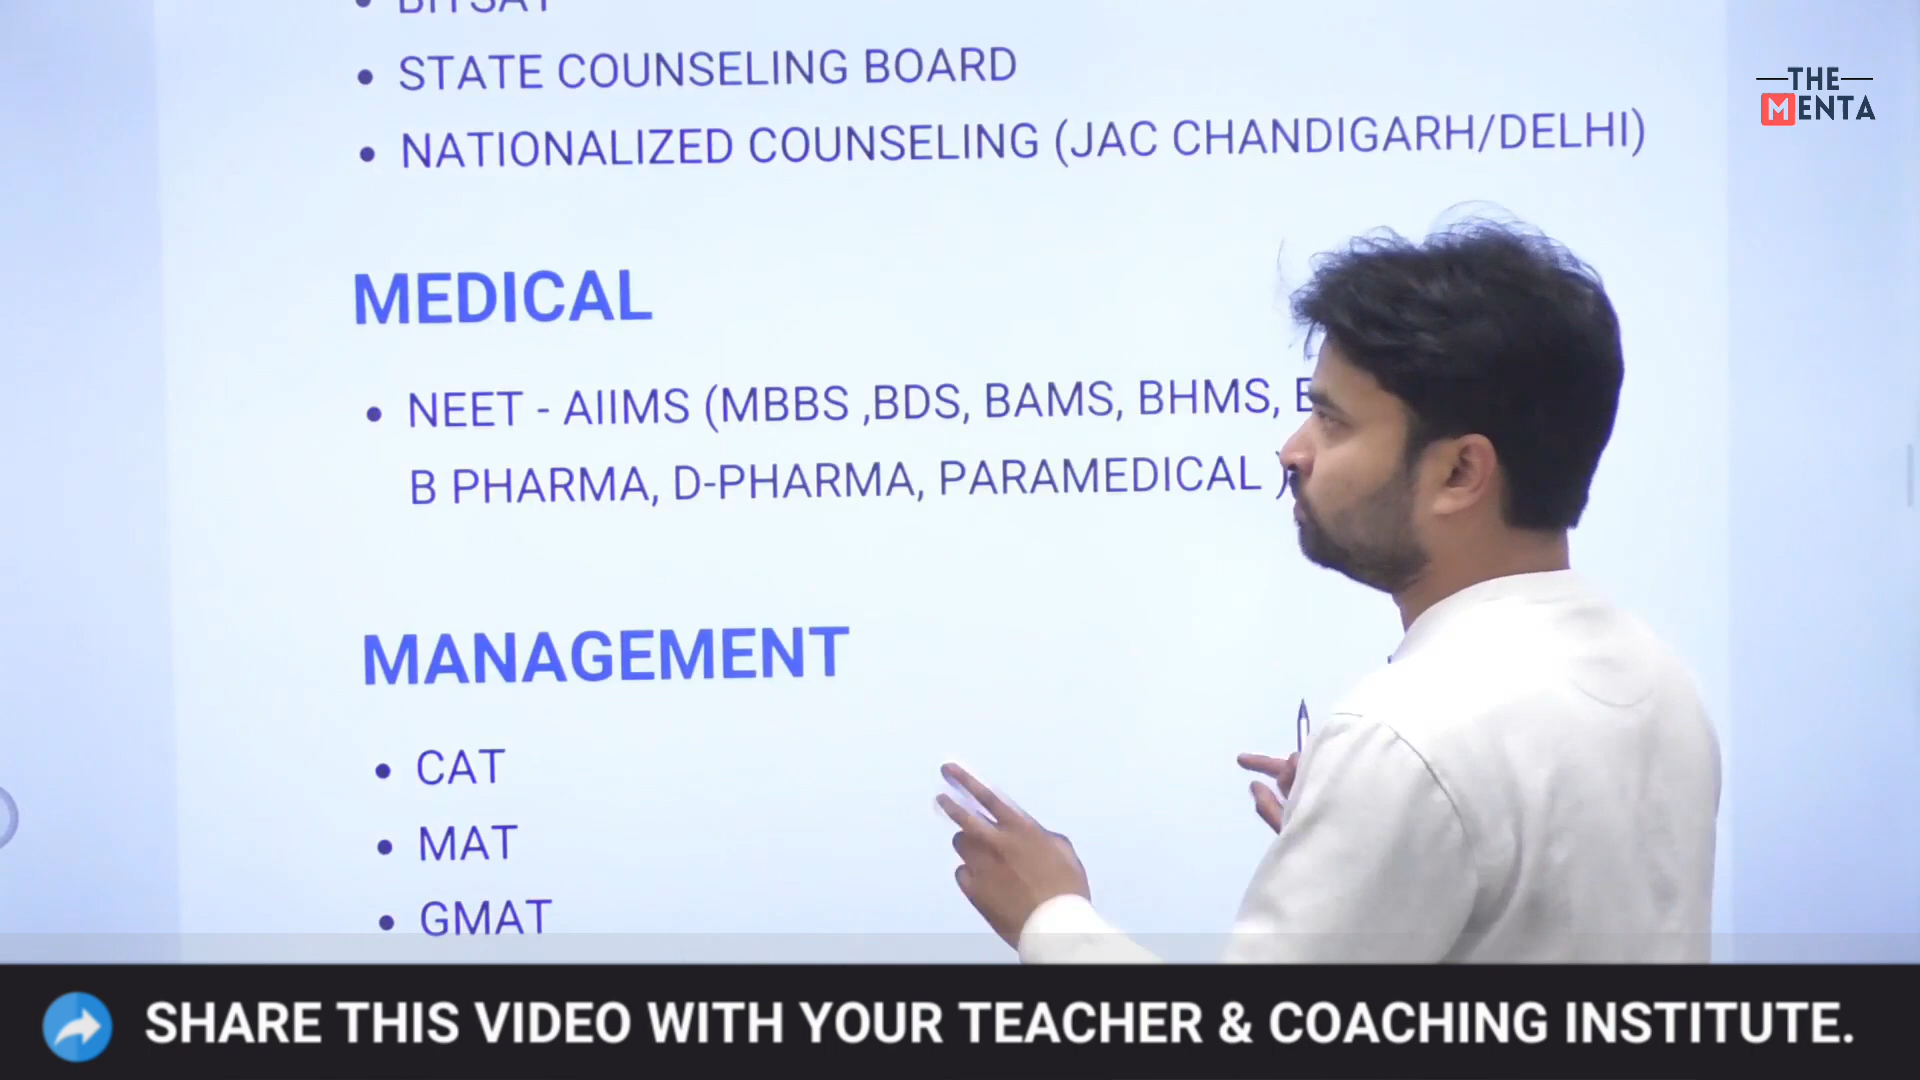 BITSAT
STATE COUNSELING BOARD
NATIONALIZED COUNSELING (JAC CHANDIGARH/DELHI)
THE
MENTA
MEDICAL
NEET - AIIMS (MBBS ,BDS, BAMS, BHMS,
B PHARMA, D-PHARMA, PARAMEDICAL )
MANAGEMENT
CAT
MAT
GMAT
SHARE THIS VIDEO WITH YOUR TEACHER & COACHING INSTITUTE.